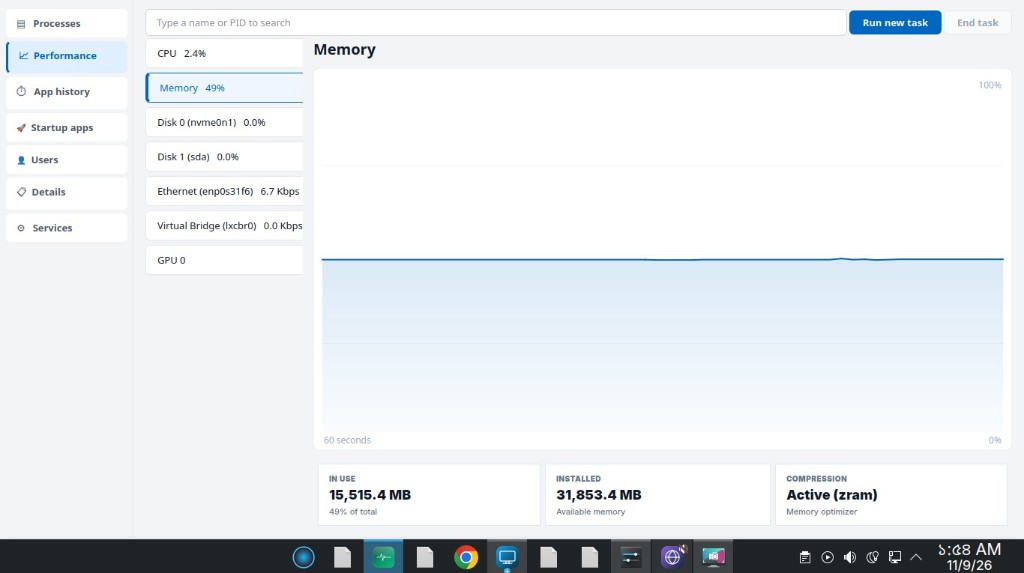 Processes
Performance
App history
Startup apps
Users
Details
Services
Type a name or PID to search
Run new task
End task
CPU 2.4%
Memory 49%
Disk 0 (nvme0n1) 0.0%
Disk 1 (sda) 0.0%
Ethernet (enp0s31f6) 6.7 Kbps
Virtual Bridge (lxcbr0) 0.0 Kbps
GPU 0
Memory
100%
60 seconds
0%
IN USE
15,515.4 MB
49% of total
INSTALLED
31,853.4 MB
Available memory
COMPRESSION
Active (zram)
Memory optimizer
১:৫৪8 AM
11/9/26